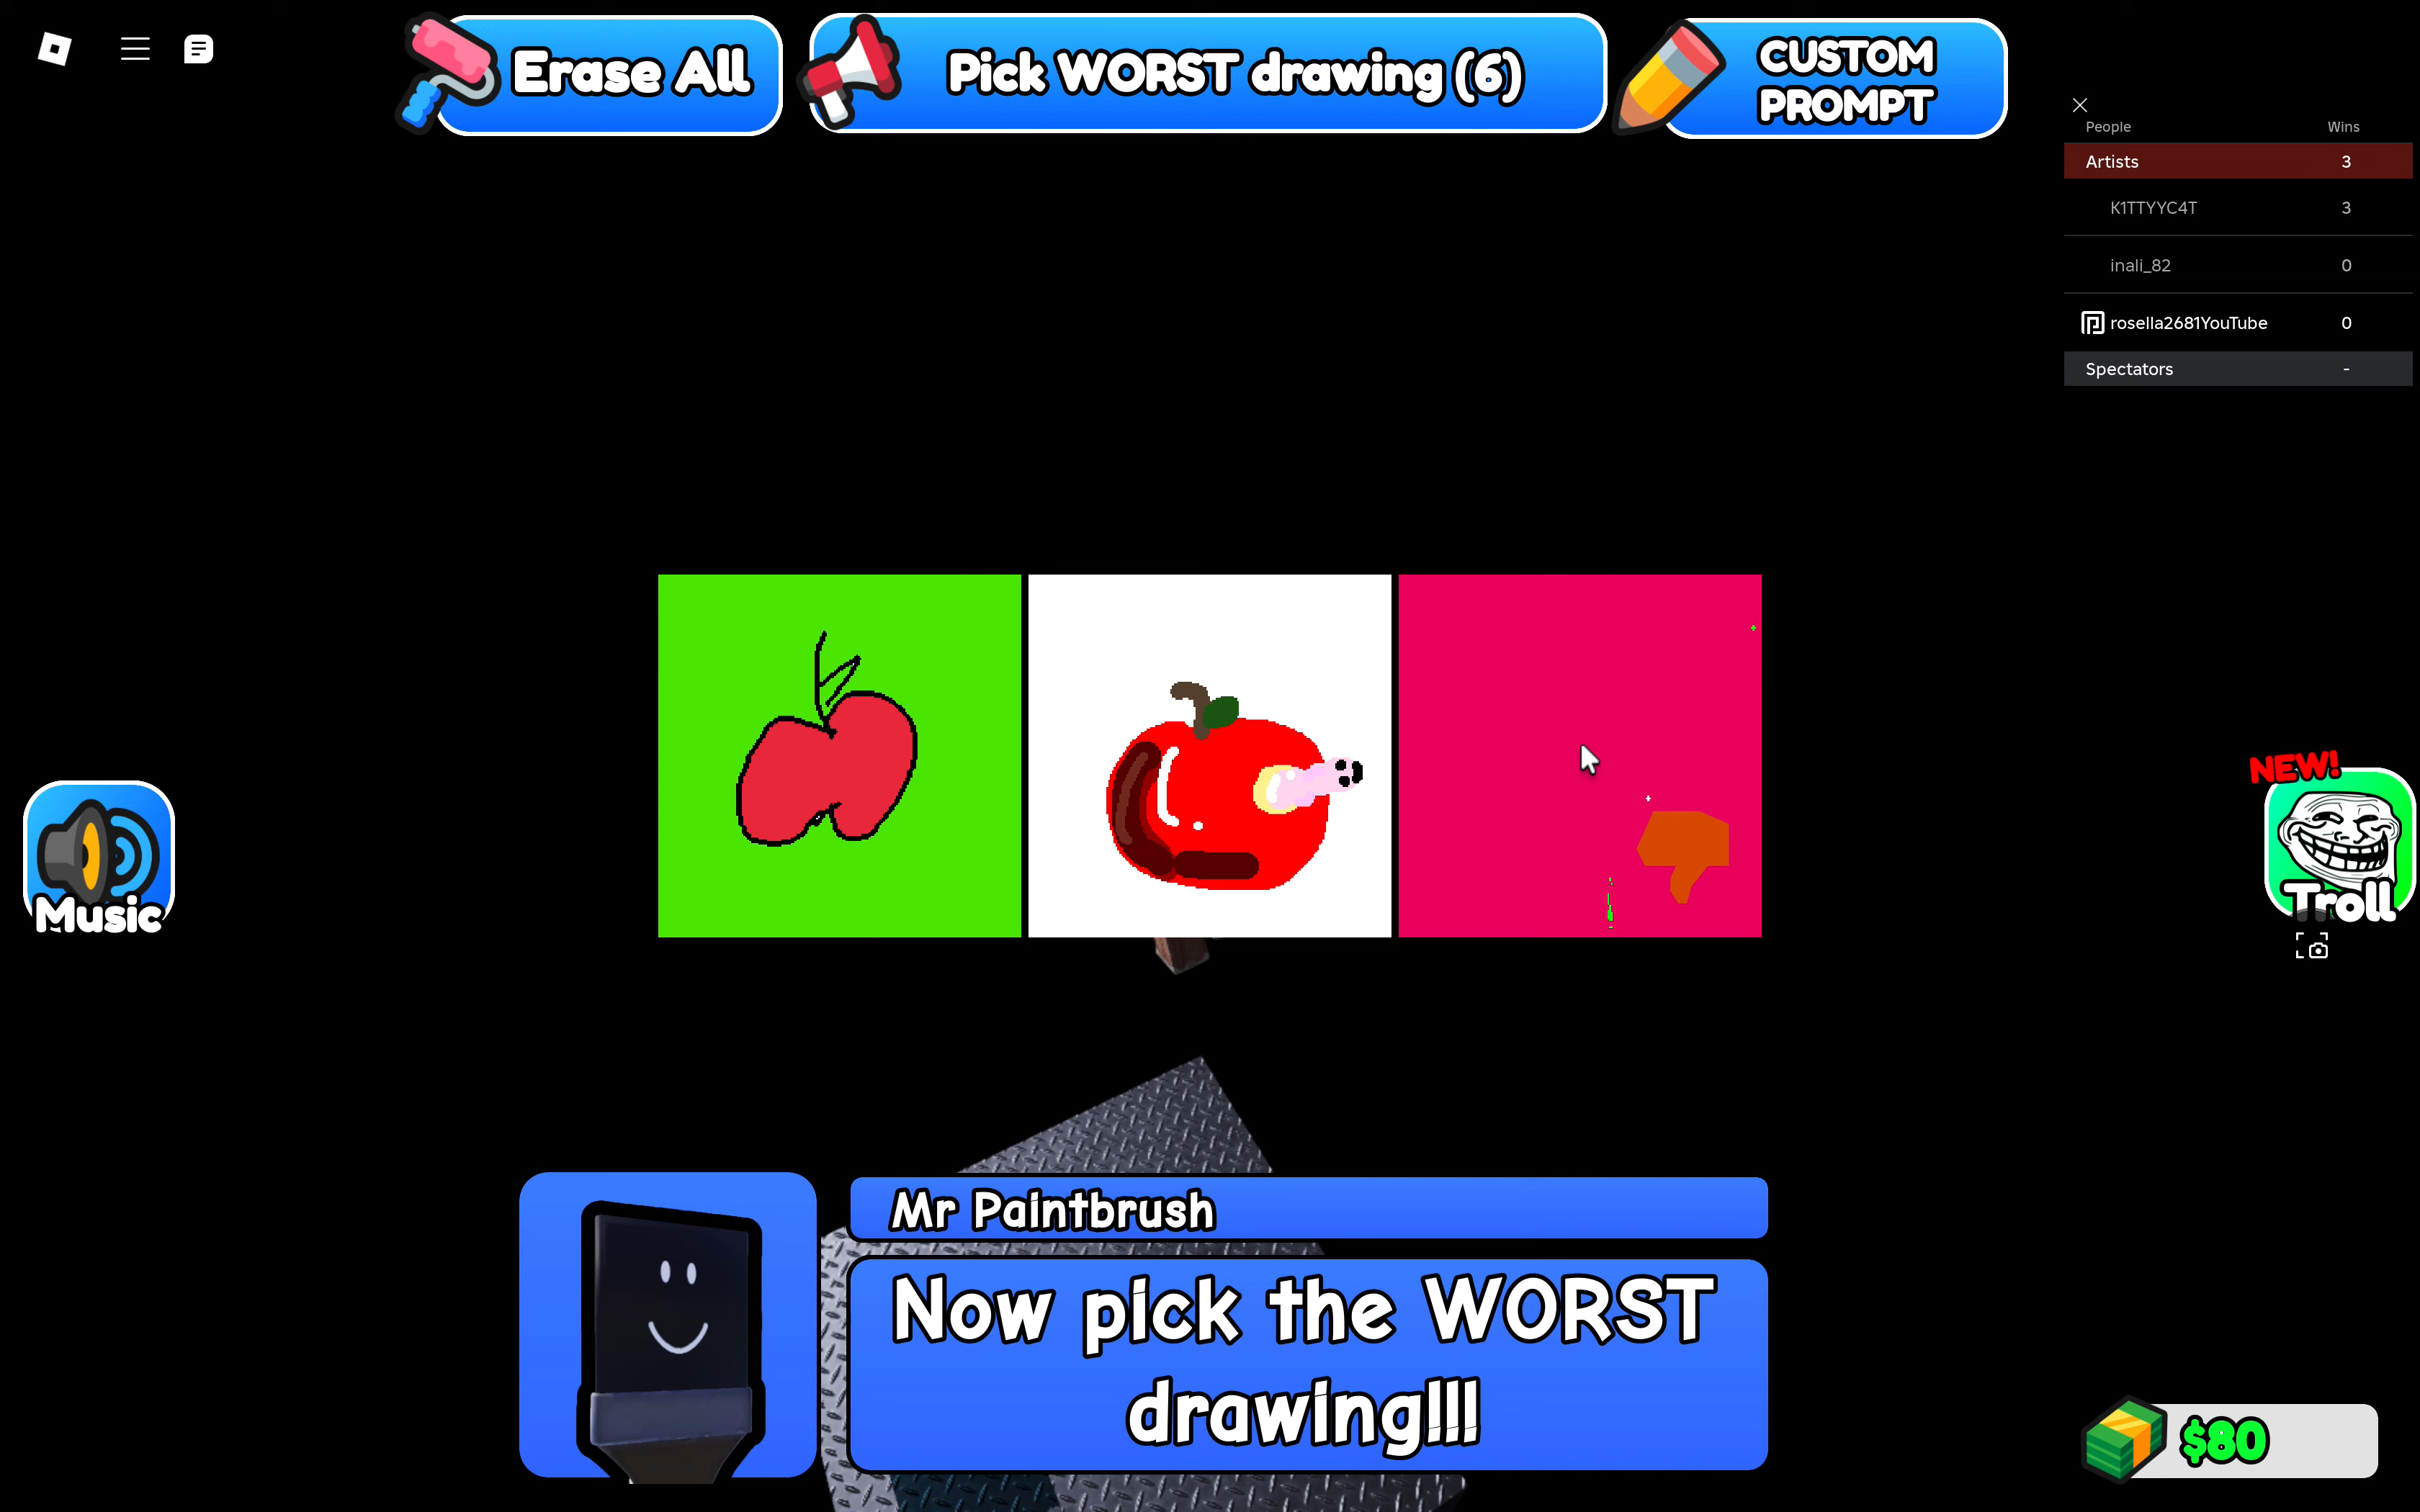 Erase All
Pick WORST drawing (6)
CUSTOM
PROMPT
People Wins
Artists 3
K1TTYYC4T 3
inali_82 0
rosella2681YouTube 0
Spectators -
Music
NEW!
Troll
Mr Paintbrush
Now pick the WORST
drawing!!!
$80